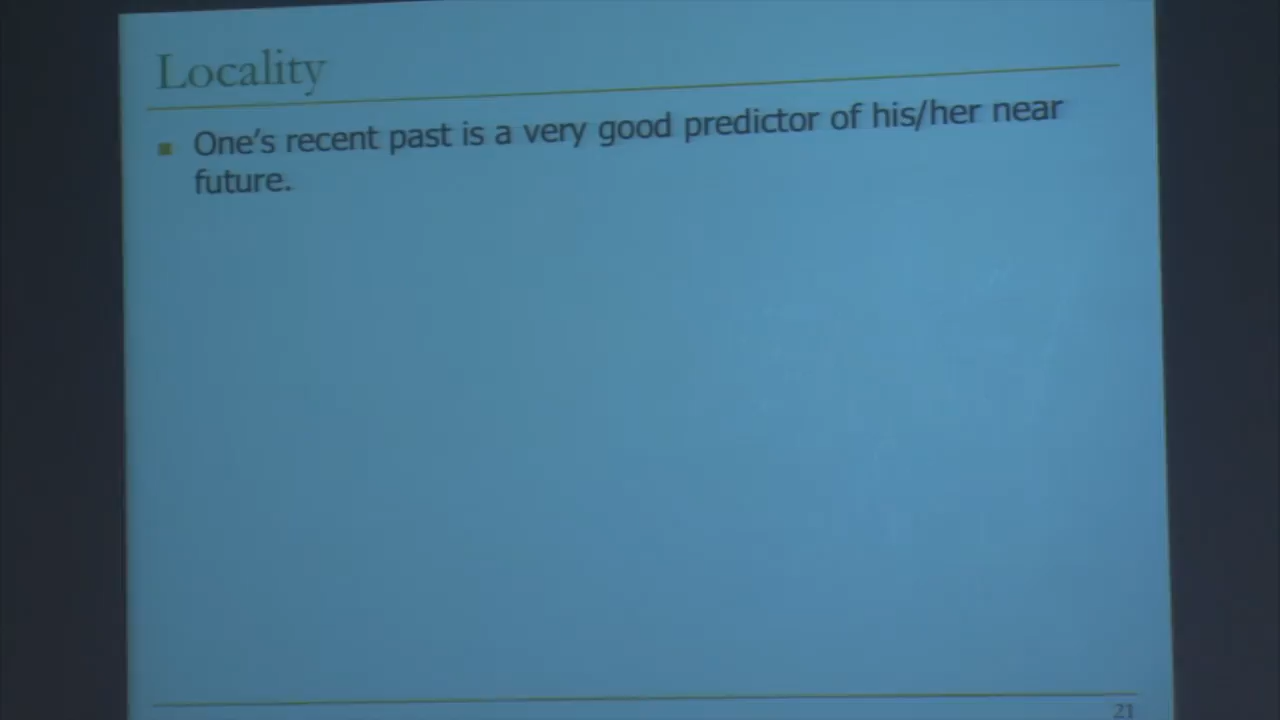 Locality
One's recent past is a very good predictor of his/her near
future.
21